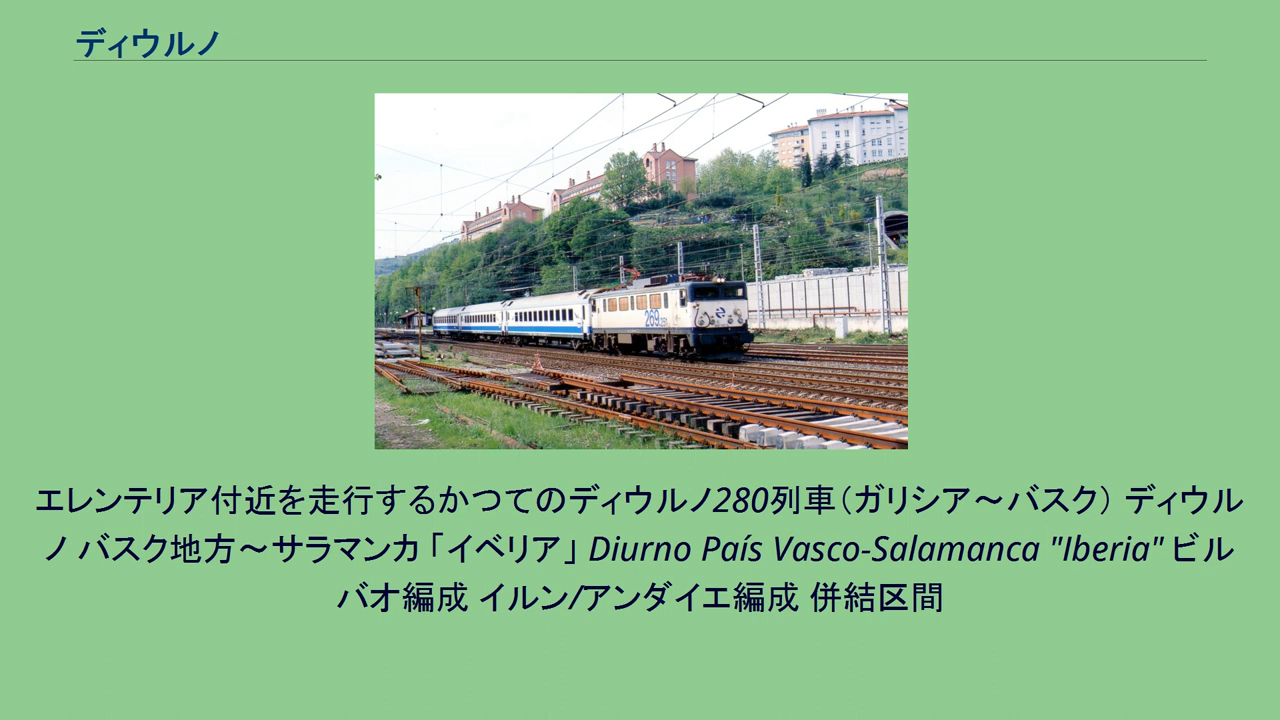 ディウルノ
269
エレンテリア付近を走行するかつてのディウルノ280列車（ガリシア～バスク） ディウル
ノ バスク地方～サラマンカ 「イベリア」 Diurno País Vasco-Salamanca "Iberia" ビル
バオ編成 イルン/アンダイエ編成 併結区間